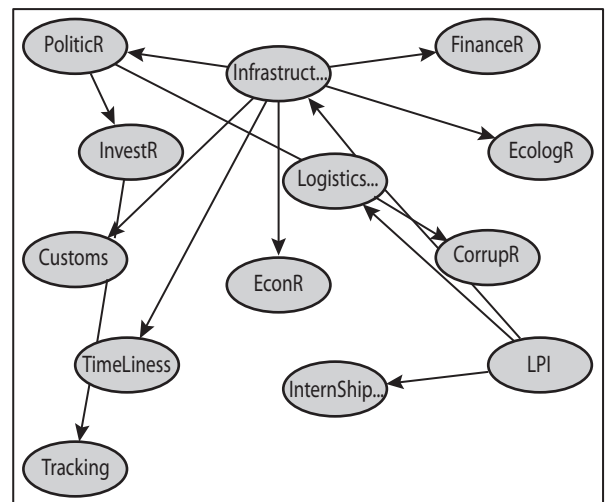 PoliticR
FinanceR
Infrastruct...
InvestR
EcologR
Logistics...
Customs
CorrupR
EconR
TimeLiness
LPI
InternShip...
Tracking